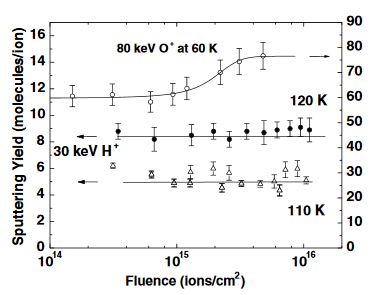 16
14
12
10
8
6
4
2
0
Sputtering Yield (molecules/ion)
90
80
70
60
50
40
30
20
10
0
80 keV O⁺ at 60 K
120 K
30 keV H⁺
110 K
10¹⁴ 10¹⁵ 10¹⁶
Fluence (ions/cm²)